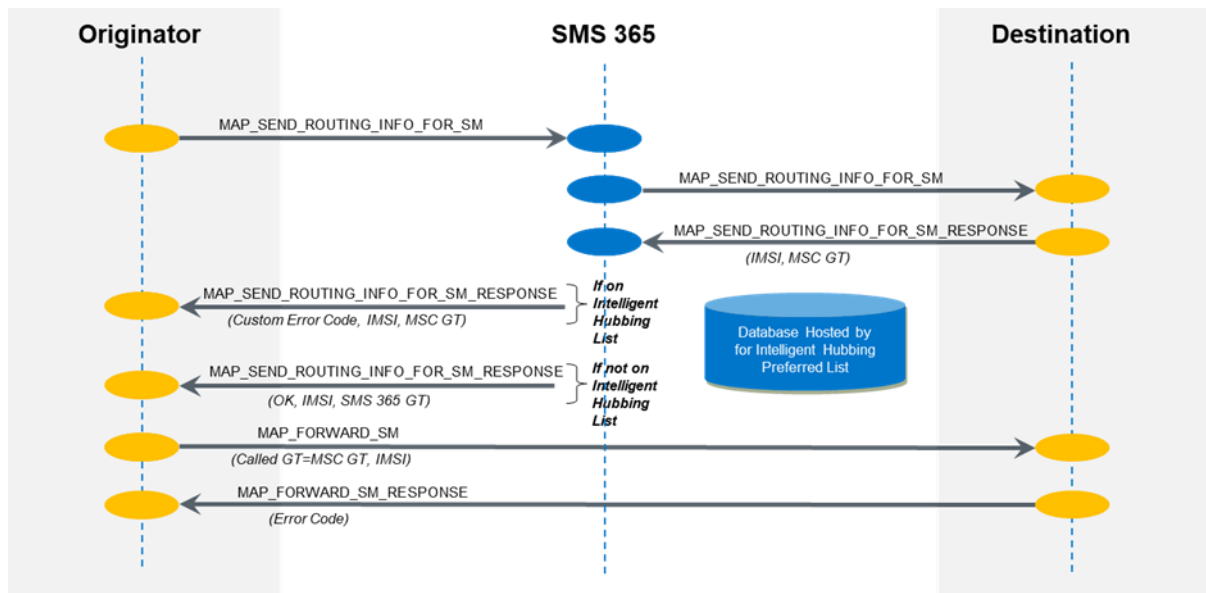 Originator
SMS 365
Destination
MAP_SEND_ROUTING_INFO_FOR_SM
MAP_SEND_ROUTING_INFO_FOR_SM
MAP_SEND_ROUTING_INFO_FOR_SM_RESPONSE
(IMSI, MSC GT)
MAP_SEND_ROUTING_INFO_FOR_SM_RESPONSE
(Custom Error Code, IMSI, MSC GT)
If on
Intelligent
Hubbing
List
Database Hosted by
for Intelligent Hubbing
Preferred List
MAP_SEND_ROUTING_INFO_FOR_SM_RESPONSE
(OK, IMSI, SMS 365 GT)
If not on
Intelligent
Hubbing
List
MAP_FORWARD_SM
(Called GT=MSC GT, IMSI)
MAP_FORWARD_SM_RESPONSE
(Error Code)